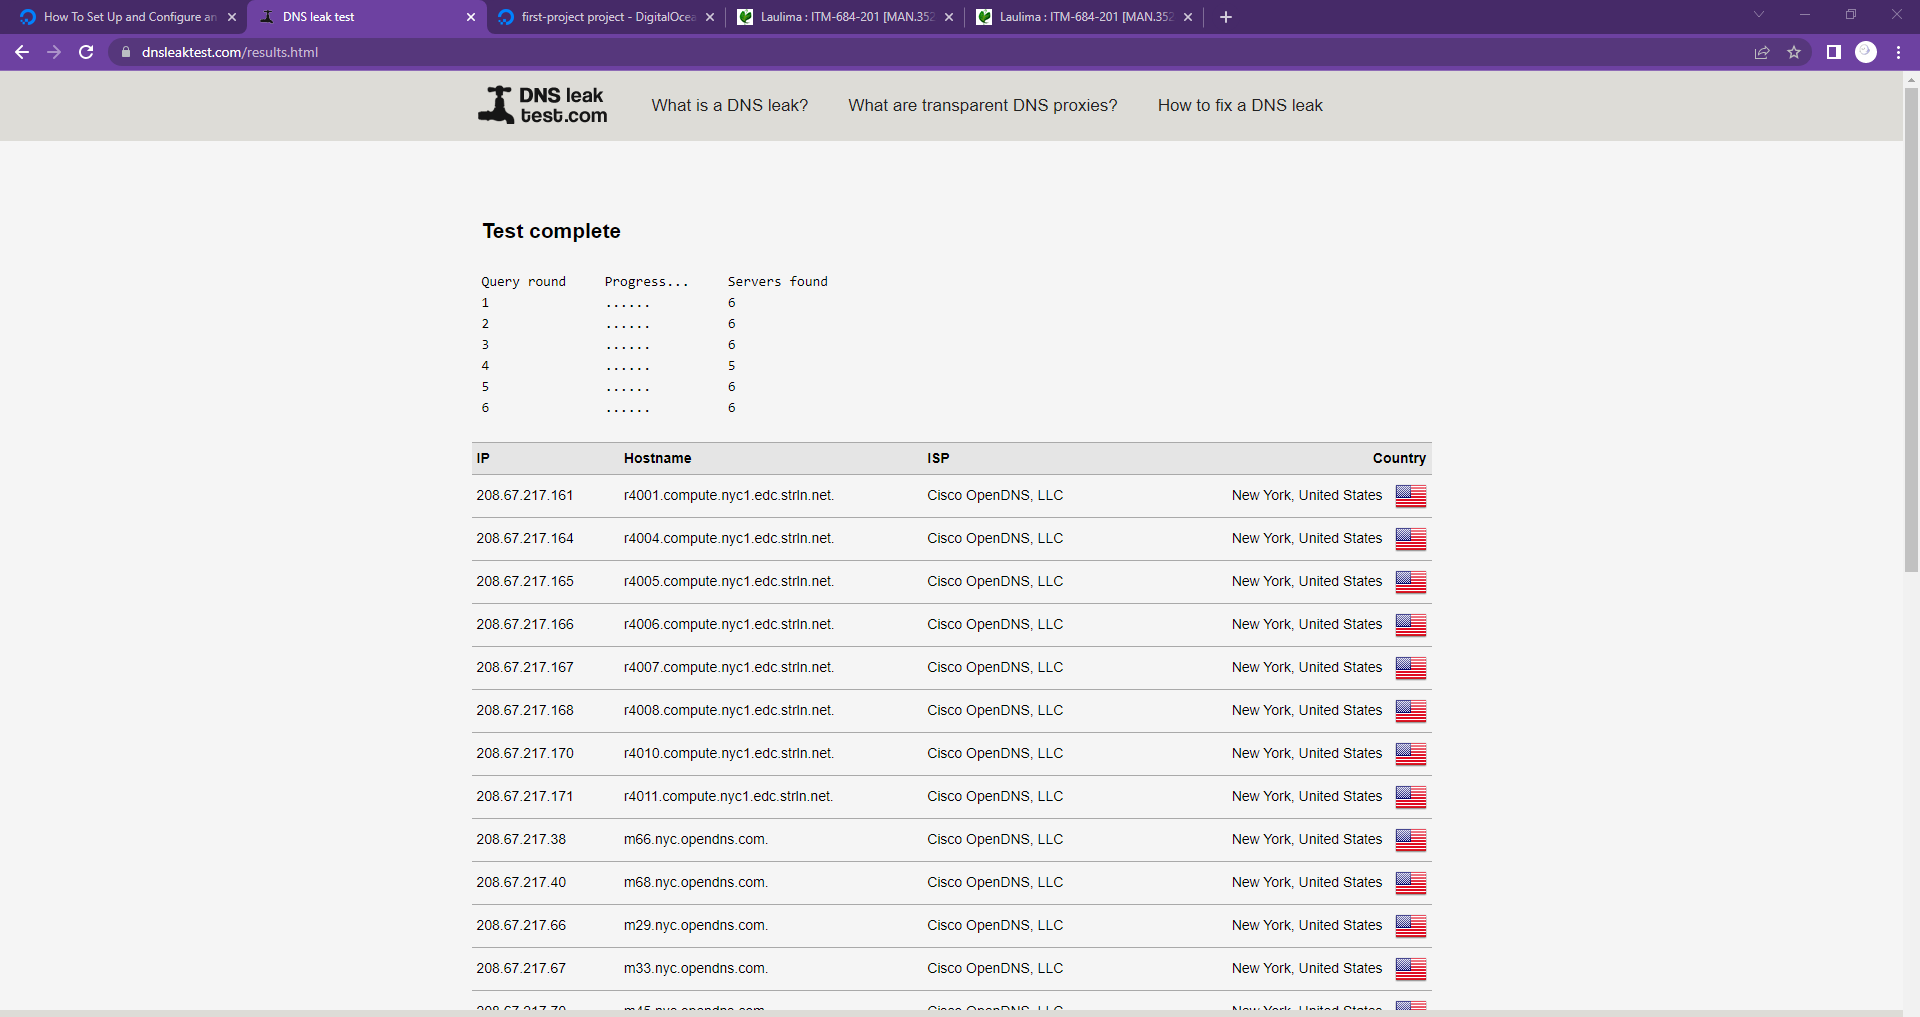 How To Set Up and Configure an
DNS leak test
first-project project - DigitalOcea
Laulima : ITM-684-201 [MAN.352
Laulima : ITM-684-201 [MAN.352
dnsleaktest.com/results.html
DNS leak
test.com
What is a DNS leak?
What are transparent DNS proxies?
How to fix a DNS leak
Test complete
Query round Progress... Servers found
1 ...... 6
2 ...... 6
3 ...... 6
4 ...... 5
5 ...... 6
6 ...... 6
IP Hostname ISP Country
208.67.217.161 r4001.compute.nyc1.edc.strln.net. Cisco OpenDNS, LLC New York, United States
208.67.217.164 r4004.compute.nyc1.edc.strln.net. Cisco OpenDNS, LLC New York, United States
208.67.217.165 r4005.compute.nyc1.edc.strln.net. Cisco OpenDNS, LLC New York, United States
208.67.217.166 r4006.compute.nyc1.edc.strln.net. Cisco OpenDNS, LLC New York, United States
208.67.217.167 r4007.compute.nyc1.edc.strln.net. Cisco OpenDNS, LLC New York, United States
208.67.217.168 r4008.compute.nyc1.edc.strln.net. Cisco OpenDNS, LLC New York, United States
208.67.217.170 r4010.compute.nyc1.edc.strln.net. Cisco OpenDNS, LLC New York, United States
208.67.217.171 r4011.compute.nyc1.edc.strln.net. Cisco OpenDNS, LLC New York, United States
208.67.217.38 m66.nyc.opendns.com. Cisco OpenDNS, LLC New York, United States
208.67.217.40 m68.nyc.opendns.com. Cisco OpenDNS, LLC New York, United States
208.67.217.66 m29.nyc.opendns.com. Cisco OpenDNS, LLC New York, United States
208.67.217.67 m33.nyc.opendns.com. Cisco OpenDNS, LLC New York, United States
Cisco OpenDNS, LLC New York, United States